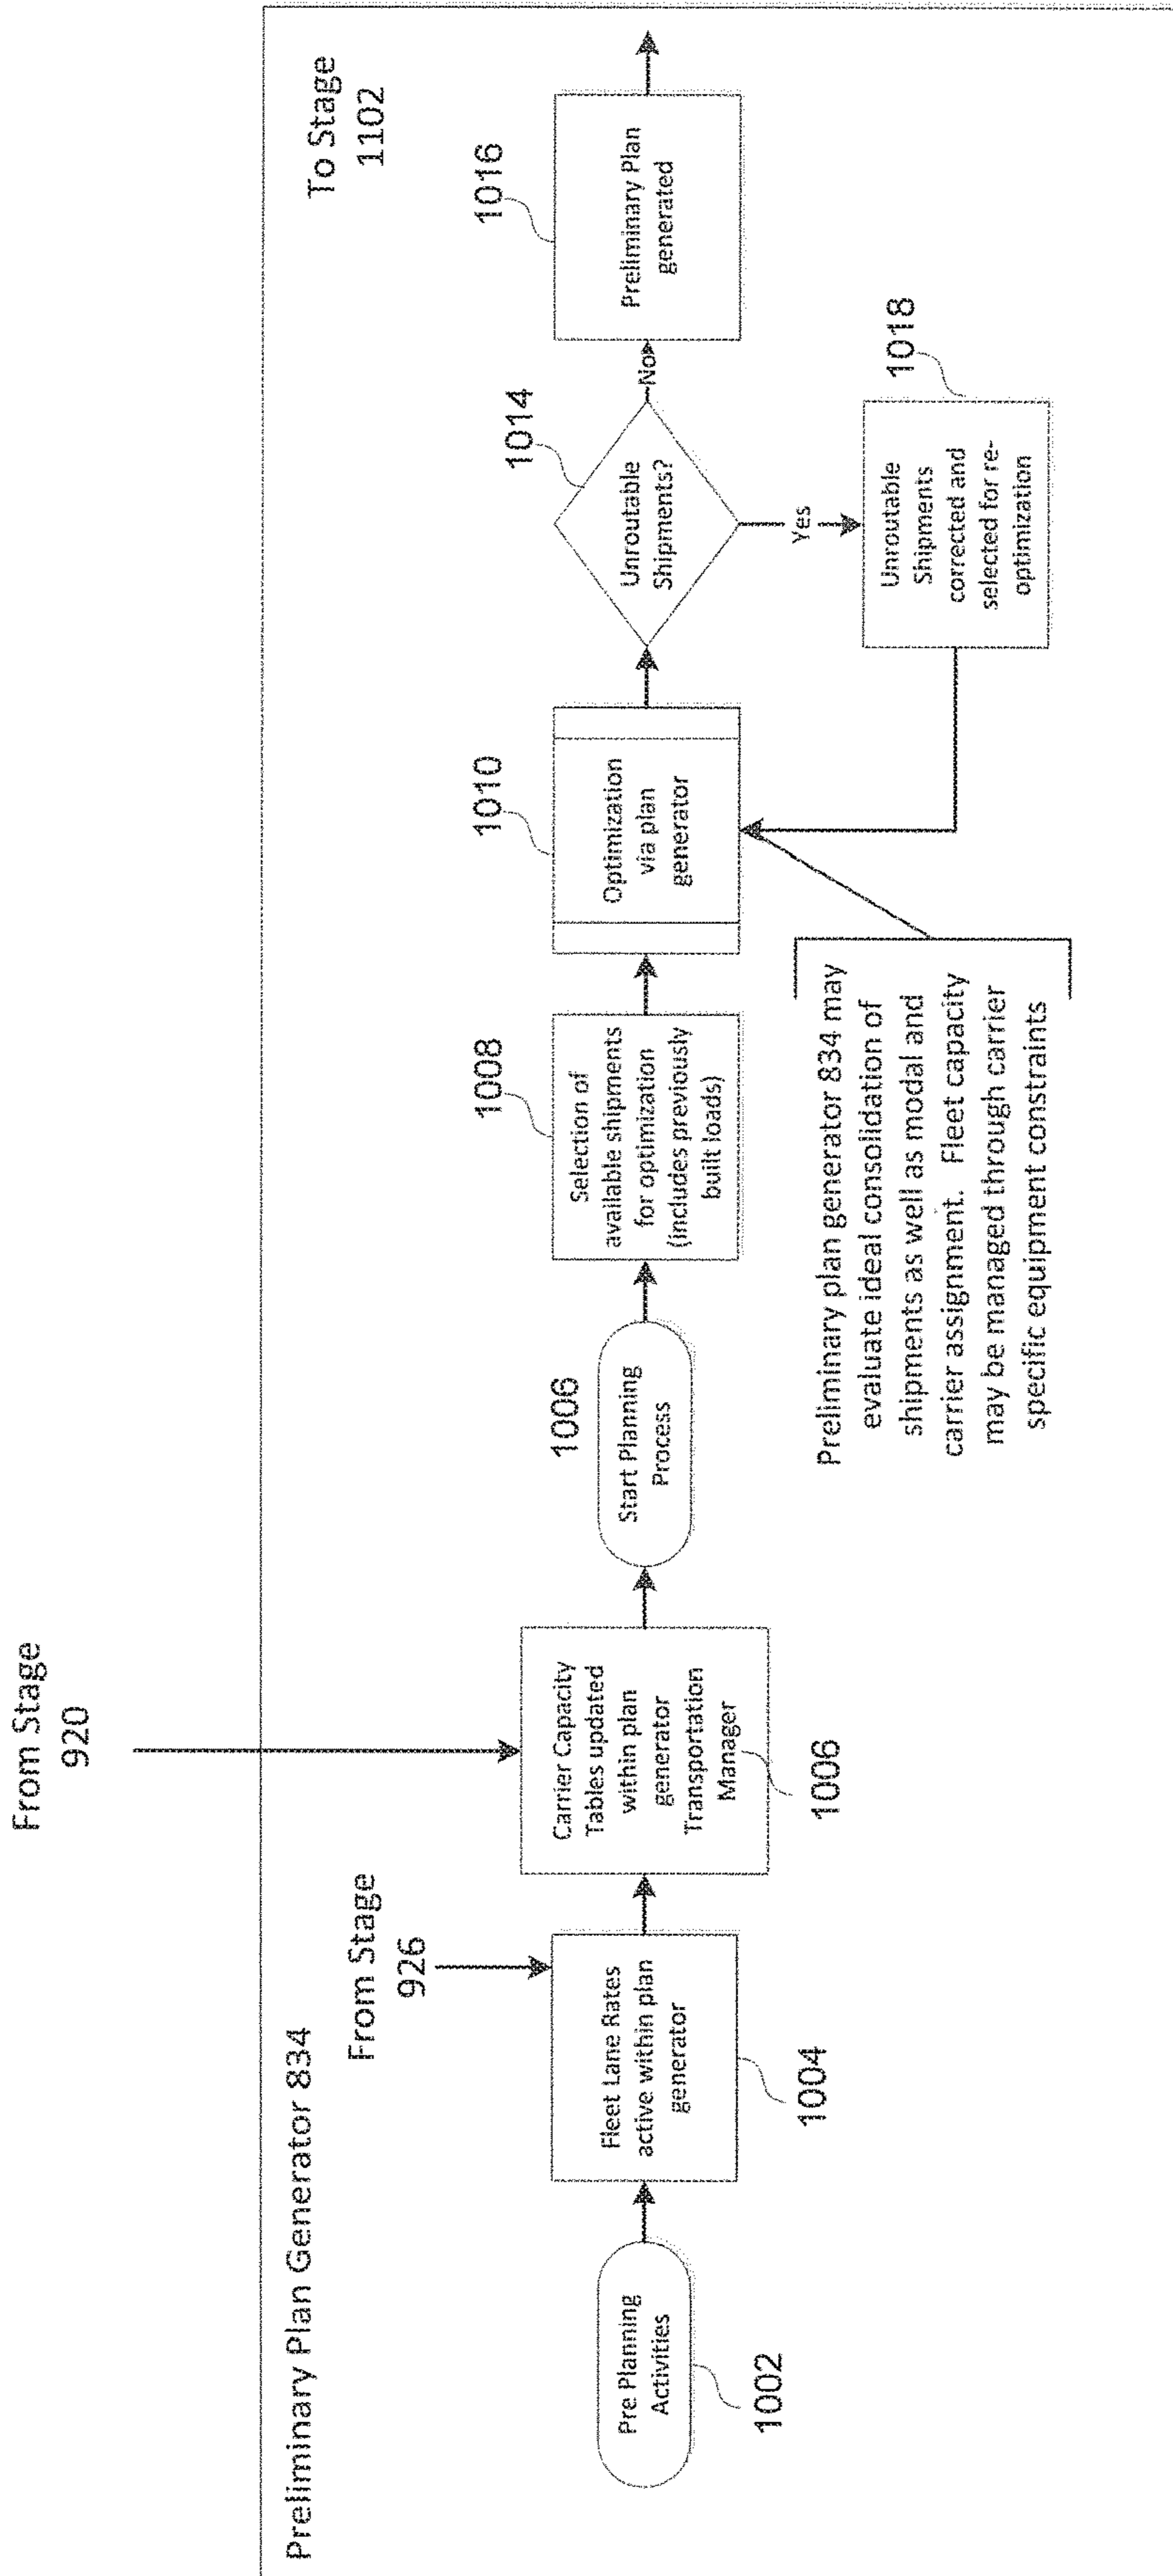 From Stage
920
Preliminary Plan Generator 834
From Stage
926
To Stage
1102
Pre Planning
Activities
1002
Fleet Lane Rates
active within plan
generator
1004
Carrier Capacity
Tables updated
within plan
generator
Transportation
Manager
1006
Start Planning
Process
1006
Selection of
available shipments
for optimization
(includes previously
built loads)
1008
Optimization
via plan
generator
1010
Unroutable
Shipments?
1014
No
Yes
Preliminary Plan
generated
1016
Unroutable
Shipments
corrected and
selected for re-
optimization
1018
Preliminary plan generator 834 may
evaluate ideal consolidation of
shipments as well as modal and
carrier assignment. Fleet capacity
may be managed through carrier
specific equipment constraints